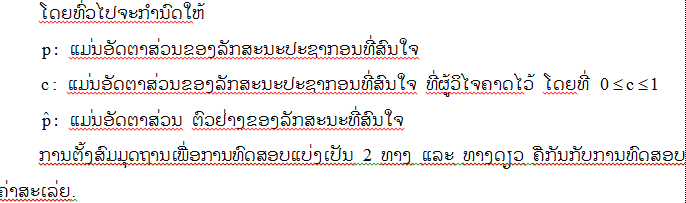 ໂດຍທົ່ວໄປຈະກຳນົດໃຫ້
p : ແມ່ນອັດຕາສ່ວນຂອງລັກສະນະປະຊາກອນທີ່ສົນໃຈ
c : ແມ່ນອັດຕາສ່ວນຂອງລັກສະນະປະຊາກອນທີ່ສົນໃຈ ທີ່ຜູ້ວິໄຈຄາດໄວ້ ໂດຍທີ່ 0 ≤ c ≤ 1
p̂ : ແມ່ນອັດຕາສ່ວນ ຕົວຢ່າງຂອງລັກສະນະທີ່ສົນໃຈ
ການຕັ້ງສົມມຸດຖານເພື່ອການທົດສອບແບ່ງເປັນ 2 ທາງ ແລະ ທາງດຽວ ຄືກັນກັບການທົດສອບ
ຄ່າສະເລ່ຍ.